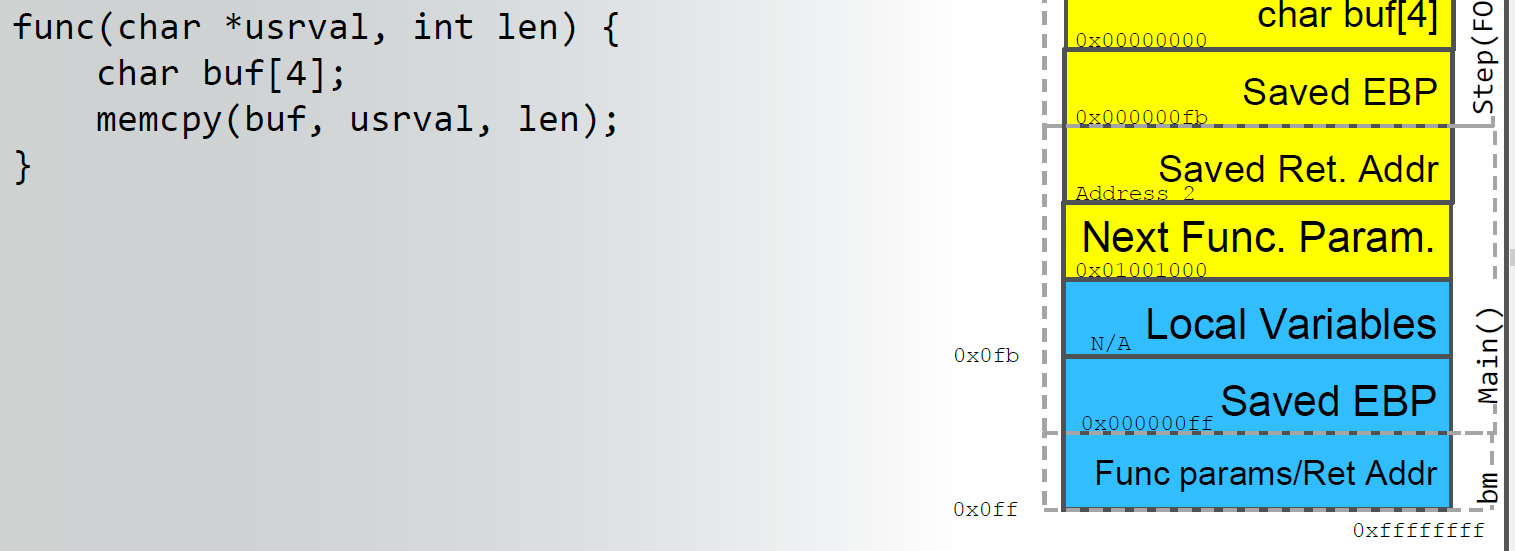 func(char *usrval, int len) {
    char buf[4];
    memcpy(buf, usrval, len);
}
char buf[4]
0x00000000
Saved EBP
0x000000fb
Saved Ret. Addr
Address 2
Next Func. Param.
0x01001000
Local Variables
N/A
0x0fb
Saved EBP
0x000000ff
Func params/Ret Addr
0x0ff
0xffffffff
Step(FO
Main()
bm